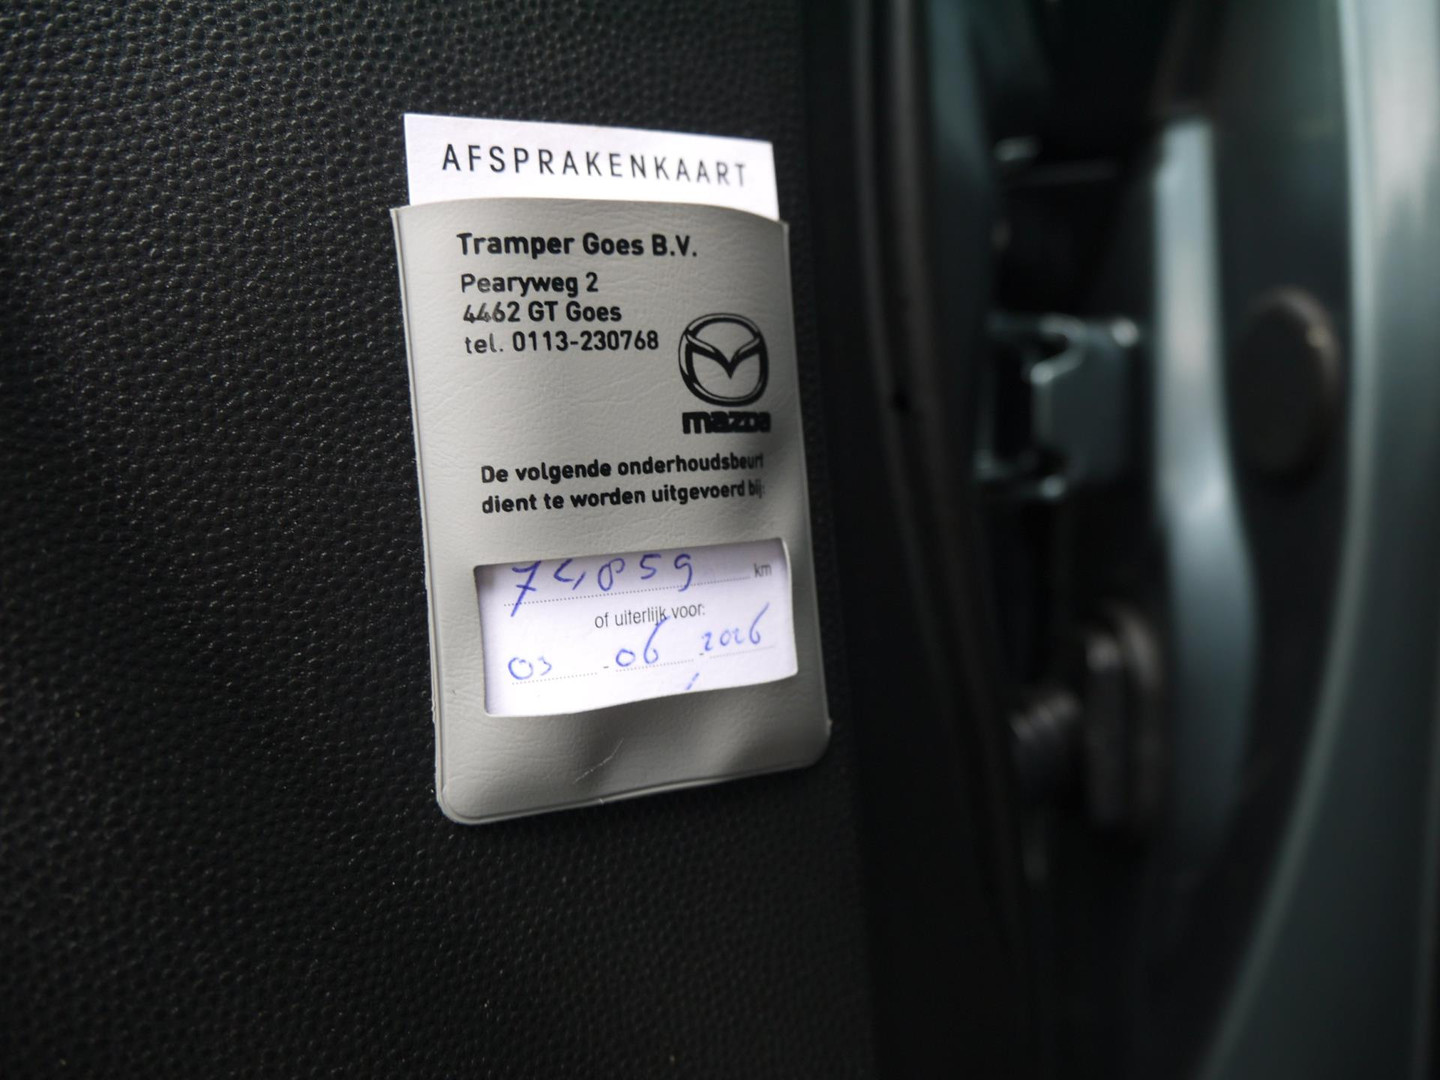 AFSPRAKENKAART
Tramper Goes B.V.
Pearyweg 2
4462 GT Goes
tel. 0113-230768
mazda
De volgende onderhoudsbeurt
dient te worden uitgevoerd bij:
km
of uiterlijk voor:
03 - 06 - 2026